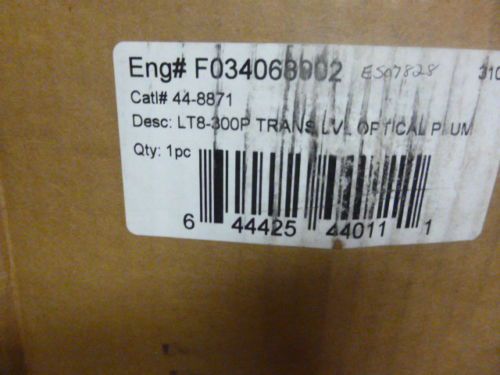 Eng# F034068902 ES07828 310
Catl# 44-8871
Desc: LT8-300P TRANS LVL OPTICAL PLUM
Qty: 1pc
6 44425 44011 1